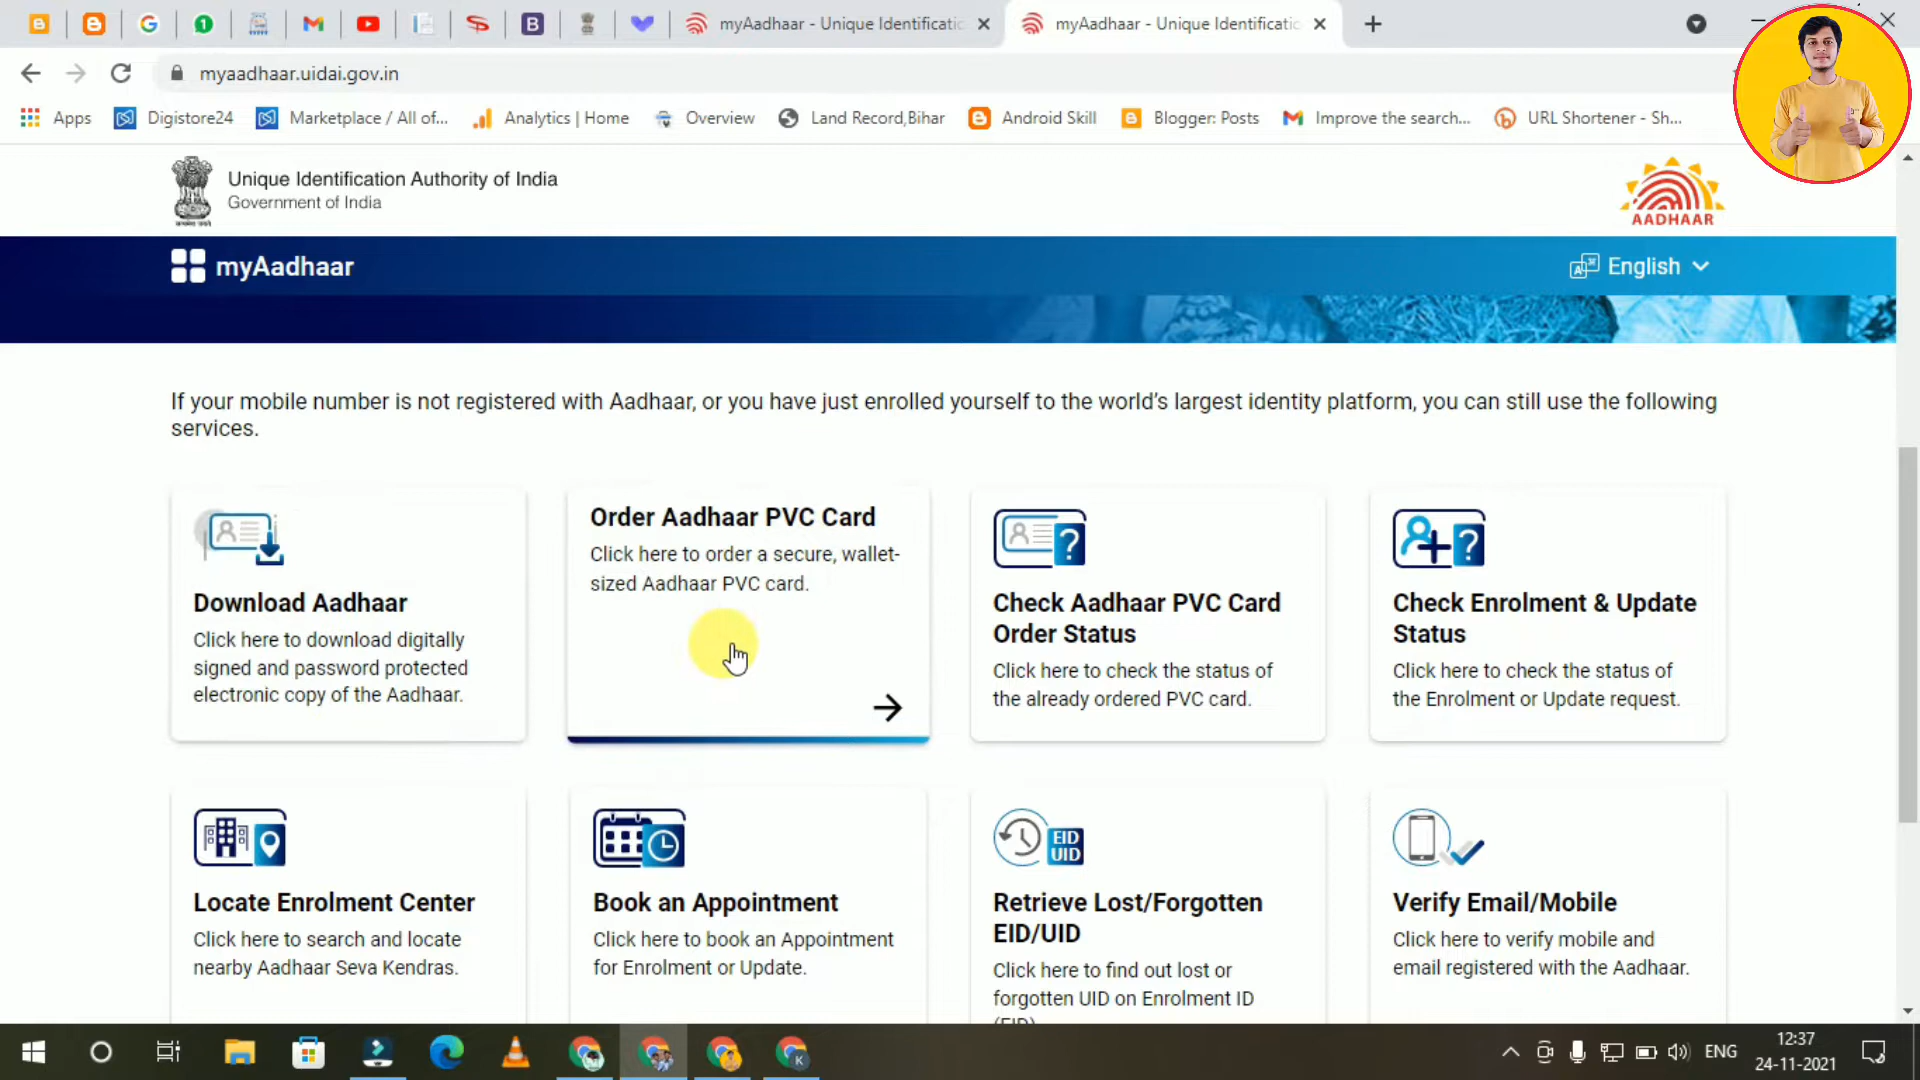 myAadhaar - Unique Identificatic
myAadhaar - Unique Identificatic
myaadhaar.uidai.gov.in
Apps
Digistore24
Marketplace / All of...
Analytics | Home
Overview
Land Record,Bihar
Android Skill
Blogger: Posts
Improve the search...
URL Shortener - Sh...
Unique Identification Authority of India
Government of India
AADHAAR
myAadhaar
English
If your mobile number is not registered with Aadhaar, or you have just enrolled yourself to the world's largest identity platform, you can still use the following
services.
Download Aadhaar
Click here to download digitally
signed and password protected
electronic copy of the Aadhaar.
Order Aadhaar PVC Card
Click here to order a secure, wallet-
sized Aadhaar PVC card.
Check Aadhaar PVC Card
Order Status
Click here to check the status of
the already ordered PVC card.
Check Enrolment & Update
Status
Click here to check the status of
the Enrolment or Update request.
Locate Enrolment Center
Click here to search and locate
nearby Aadhaar Seva Kendras.
Book an Appointment
Click here to book an Appointment
for Enrolment or Update.
EID
UID
Retrieve Lost/Forgotten
EID/UID
Click here to find out lost or
forgotten UID on Enrolment ID
(EID)
Verify Email/Mobile
Click here to verify mobile and
email registered with the Aadhaar.
ENG
12:37
24-11-2021